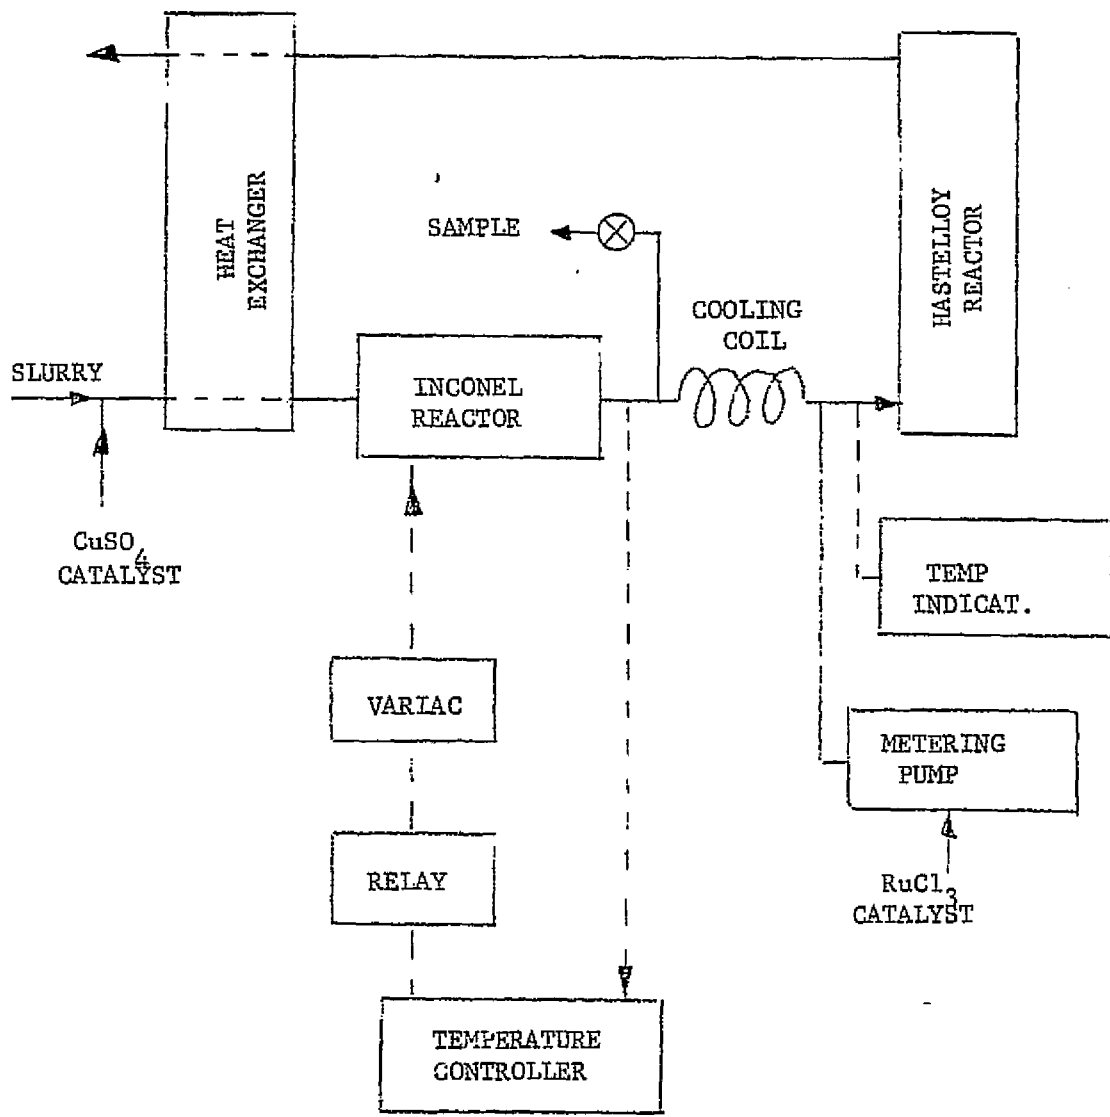 HEAT
EXCHANGER
HASTELLOY
REACTOR
SAMPLE
COOLING
COIL
SLURRY
INCONEL
REACTOR
CuSO4
CATALYST
TEMP
INDICAT.
VARIAC
METERING
PUMP
RELAY
RuCl3
CATALYST
TEMPERATURE
CONTROLLER